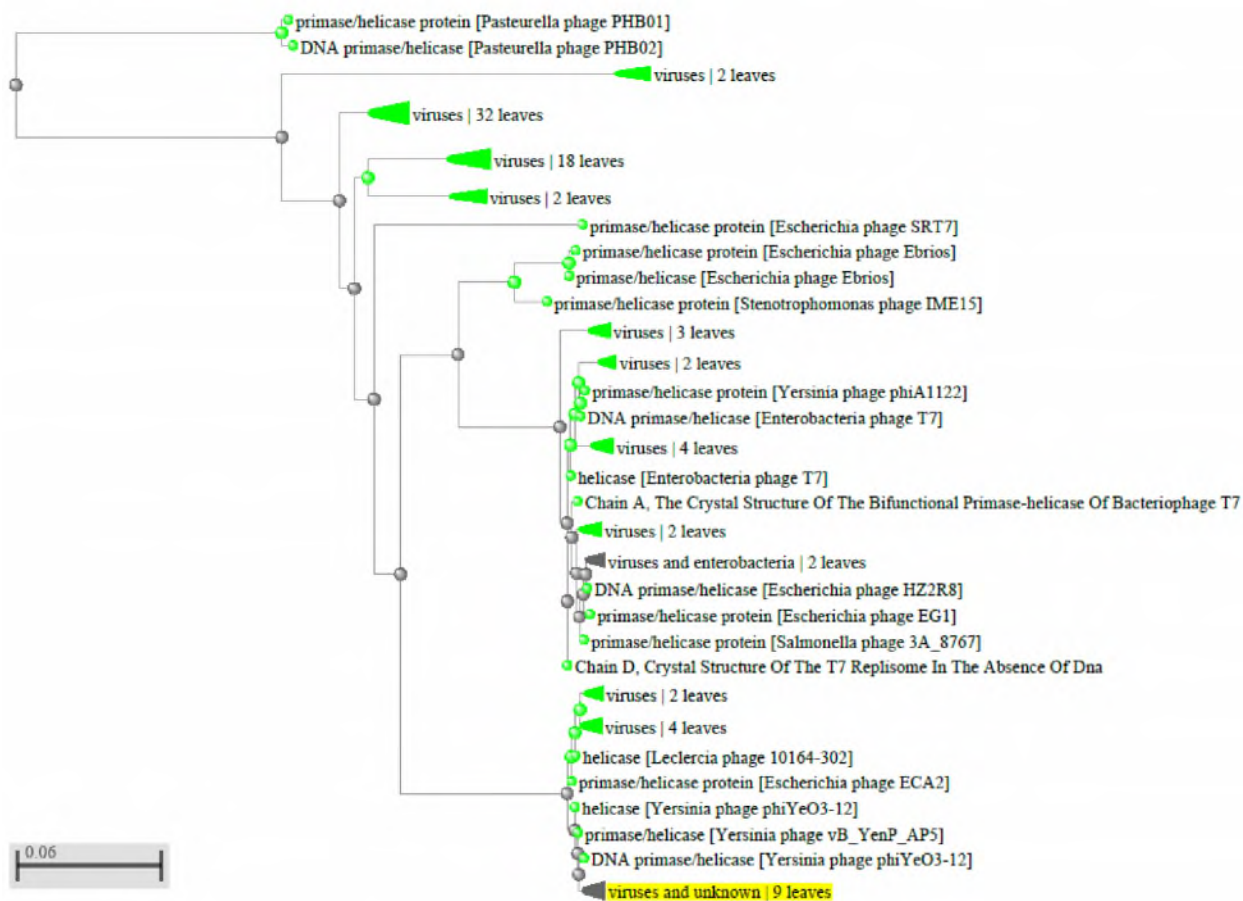 primase/helicase protein [Pasteurella phage PHB01]
DNA primase/helicase [Pasteurella phage PHB02]
viruses | 2 leaves
viruses | 32 leaves
viruses | 18 leaves
viruses | 2 leaves
primase/helicase protein [Escherichia phage SRT7]
primase/helicase protein [Escherichia phage Ebrios]
primase/helicase [Escherichia phage Ebrios]
primase/helicase protein [Stenotrophomonas phage IME15]
viruses | 3 leaves
viruses | 2 leaves
primase/helicase protein [Yersinia phage phiA1122]
DNA primase/helicase [Enterobacteria phage T7]
viruses | 4 leaves
helicase [Enterobacteria phage T7]
Chain A, The Crystal Structure Of The Bifunctional Primase-helicase Of Bacteriophage T7
viruses | 2 leaves
viruses and enterobacteria | 2 leaves
DNA primase/helicase [Escherichia phage HZ2R8]
primase/helicase protein [Escherichia phage EG1]
primase/helicase protein [Salmonella phage 3A_8767]
Chain D, Crystal Structure Of The T7 Replisome In The Absence Of Dna
viruses | 2 leaves
viruses | 4 leaves
helicase [Leclercia phage 10164-302]
primase/helicase protein [Escherichia phage ECA2]
helicase [Yersinia phage phiYeO3-12]
primase/helicase [Yersinia phage vB_YenP_AP5]
DNA primase/helicase [Yersinia phage phiYeO3-12]
viruses and unknown | 9 leaves
0.06